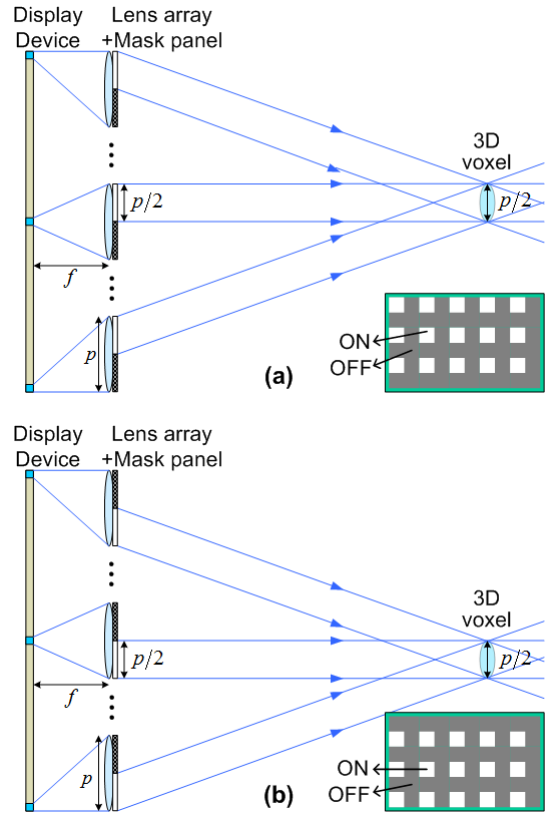 Display Device
Lens array +Mask panel
3D voxel
p/2
p/2
f
p
ON
OFF
(a)
Display Device
Lens array +Mask panel
3D voxel
p/2
p/2
f
p
ON
OFF
(b)